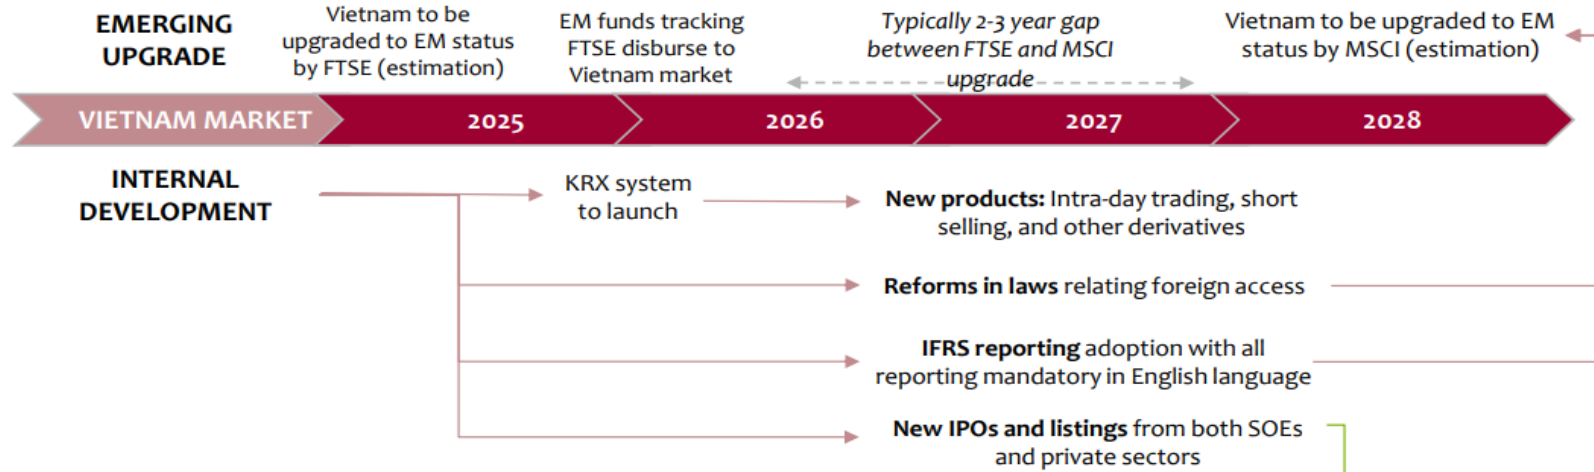 EMERGING
UPGRADE
Vietnam to be
upgraded to EM status
by FTSE (estimation)
EM funds tracking
FTSE disburse to
Vietnam market
Typically 2-3 year gap
between FTSE and MSCI
upgrade
Vietnam to be upgraded to EM
status by MSCI (estimation)
VIETNAM MARKET
2025
2026
2027
2028
INTERNAL
DEVELOPMENT
KRX system
to launch
New products: Intra-day trading, short
selling, and other derivatives
Reforms in laws relating foreign access
IFRS reporting adoption with all
reporting mandatory in English language
New IPOs and listings from both SOEs
and private sectors